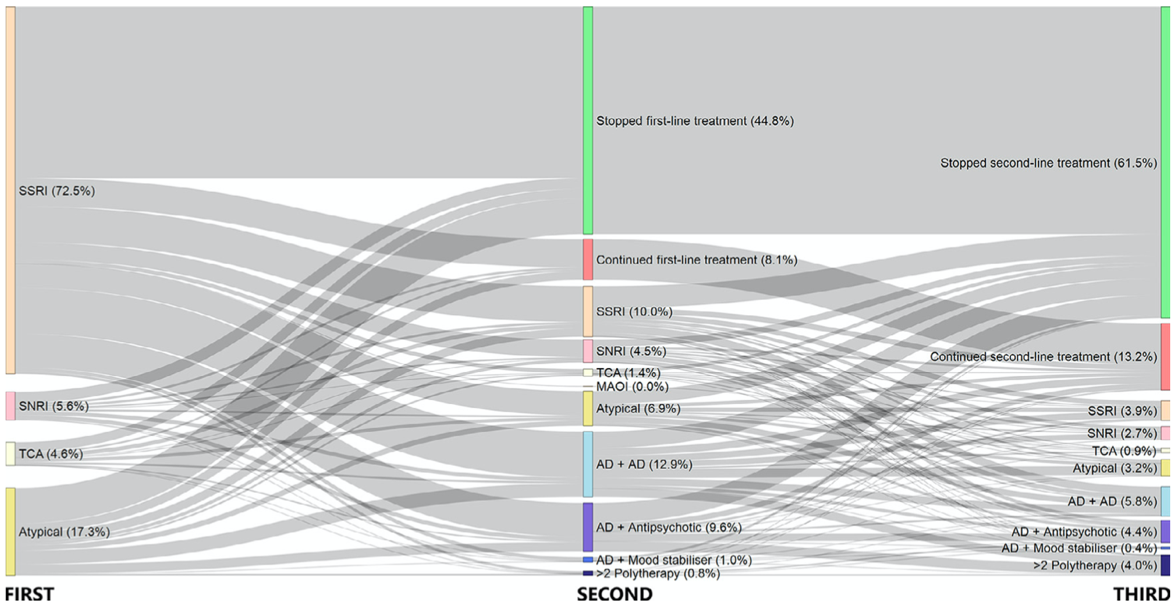 SSRI (72.5%)
SNRI (5.6%)
TCA (4.6%)
Atypical (17.3%)
Stopped first-line treatment (44.8%)
Continued first-line treatment (8.1%)
SSRI (10.0%)
SNRI (4.5%)
TCA (1.4%)
MAOI (0.0%)
Atypical (6.9%)
AD + AD (12.9%)
AD + Antipsychotic (9.6%)
AD + Mood stabiliser (1.0%)
>2 Polytherapy (0.8%)
Stopped second-line treatment (61.5%)
Continued second-line treatment (13.2%)
SSRI (3.9%)
SNRI (2.7%)
TCA (0.9%)
Atypical (3.2%)
AD + AD (5.8%)
AD + Antipsychotic (4.4%)
AD + Mood stabiliser (0.4%)
>2 Polytherapy (4.0%)
FIRST
SECOND
THIRD